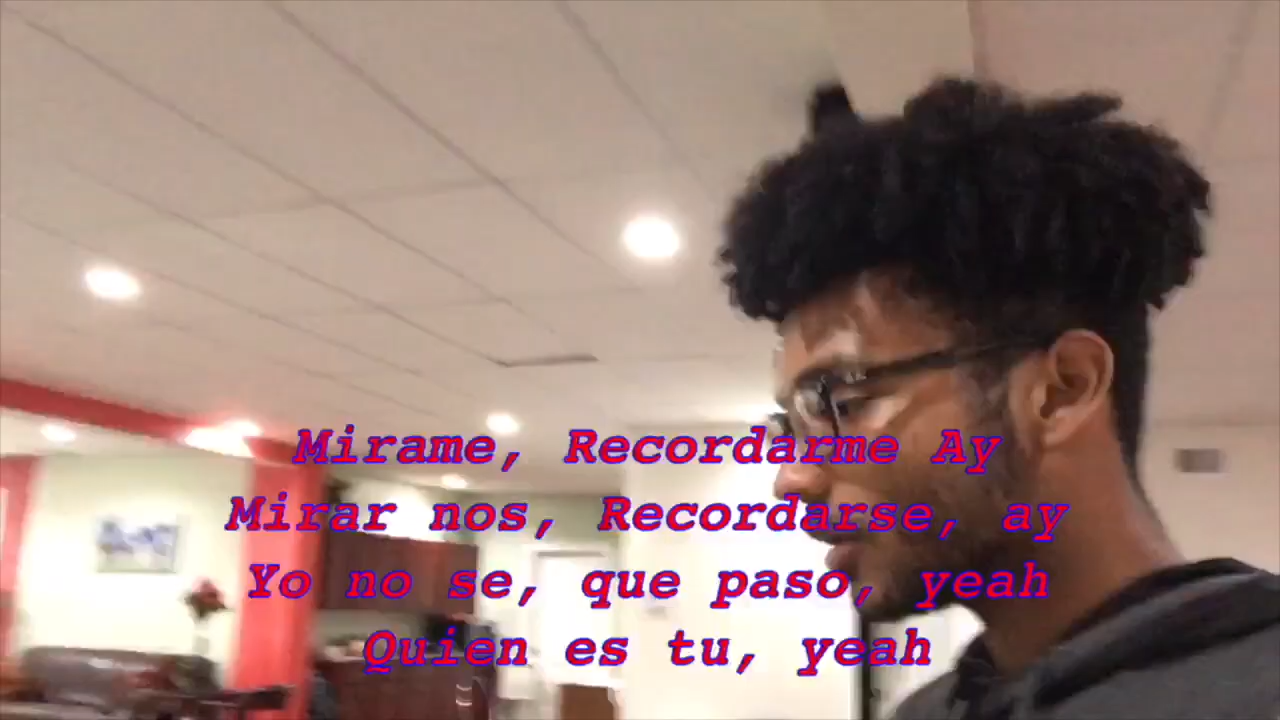 Mirame, Recordarme Ay
Mirar nos, Recordarse, ay
Yo no se, que paso, yeah
Quien es tu, yeah